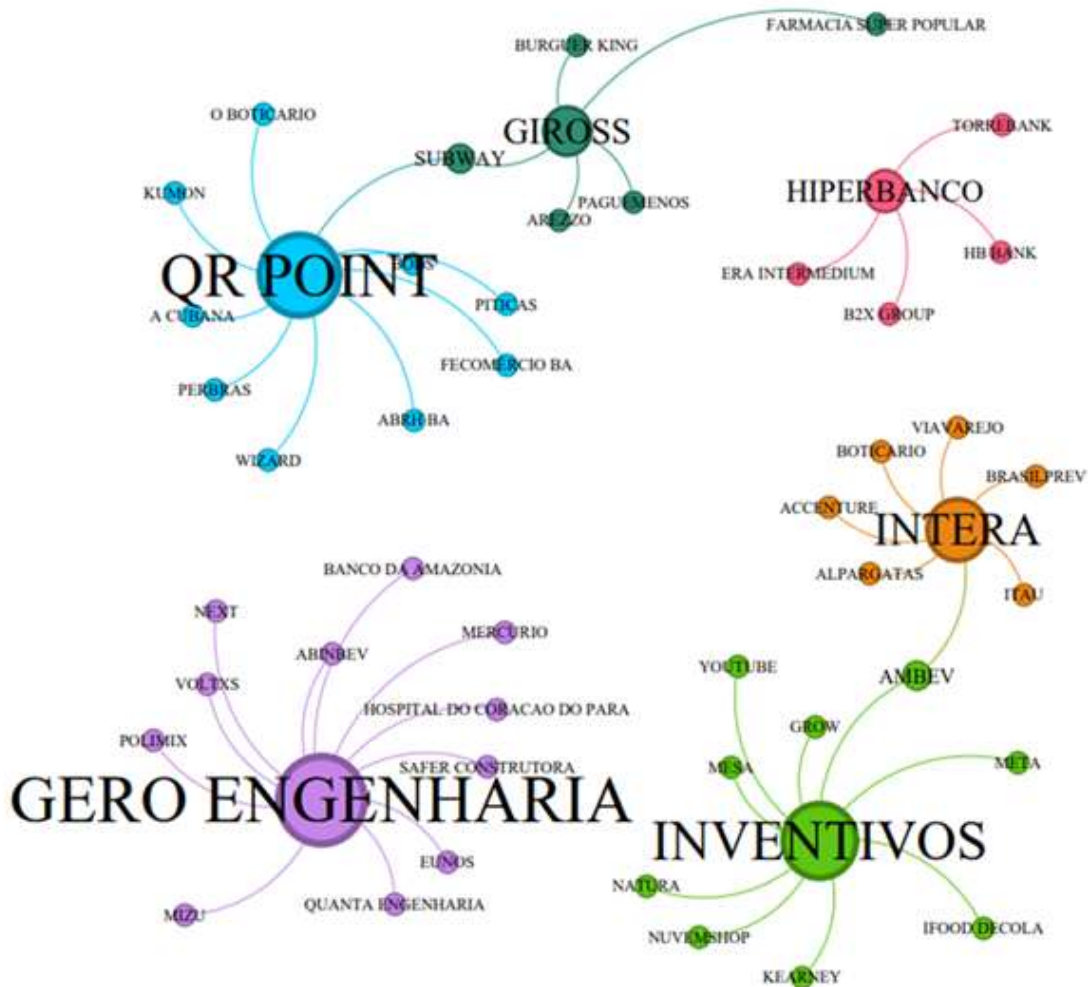 FARMACIA SUPER POPULAR
BURGUER KING
O BOTICARIO
GIROSS
TORRI BANK
SUBWAY
KUMON
HIPERBANCO
PAGUEMENOS
AREZZO
HB BANK
QR POINT
ERA INTERMEDIUM
PITICAS
A CUBANA
B2X GROUP
FECOMERCIO BA
PERBRAS
ABRH BA
VIAVAREJO
BOTICARIO
WIZARD
BRASILPREV
ACCENTURE
INTERA
BANCO DA AMAZONIA
ALPARGATAS
ITAU
NEXT
MERCURIO
ABINBEV
YOUTUBE
AMBEV
VOLTXS
HOSPITAL DO CORACAO DO PARA
GROW
POLIMIX
META
SAFER CONSTRUTORA
MESA
GERO ENGENHARIA
INVENTIVOS
EUNOS
NATURA
QUANTA ENGENHARIA
MIZU
IFOOD DECOLA
NUVEMSHOP
KEARNEY